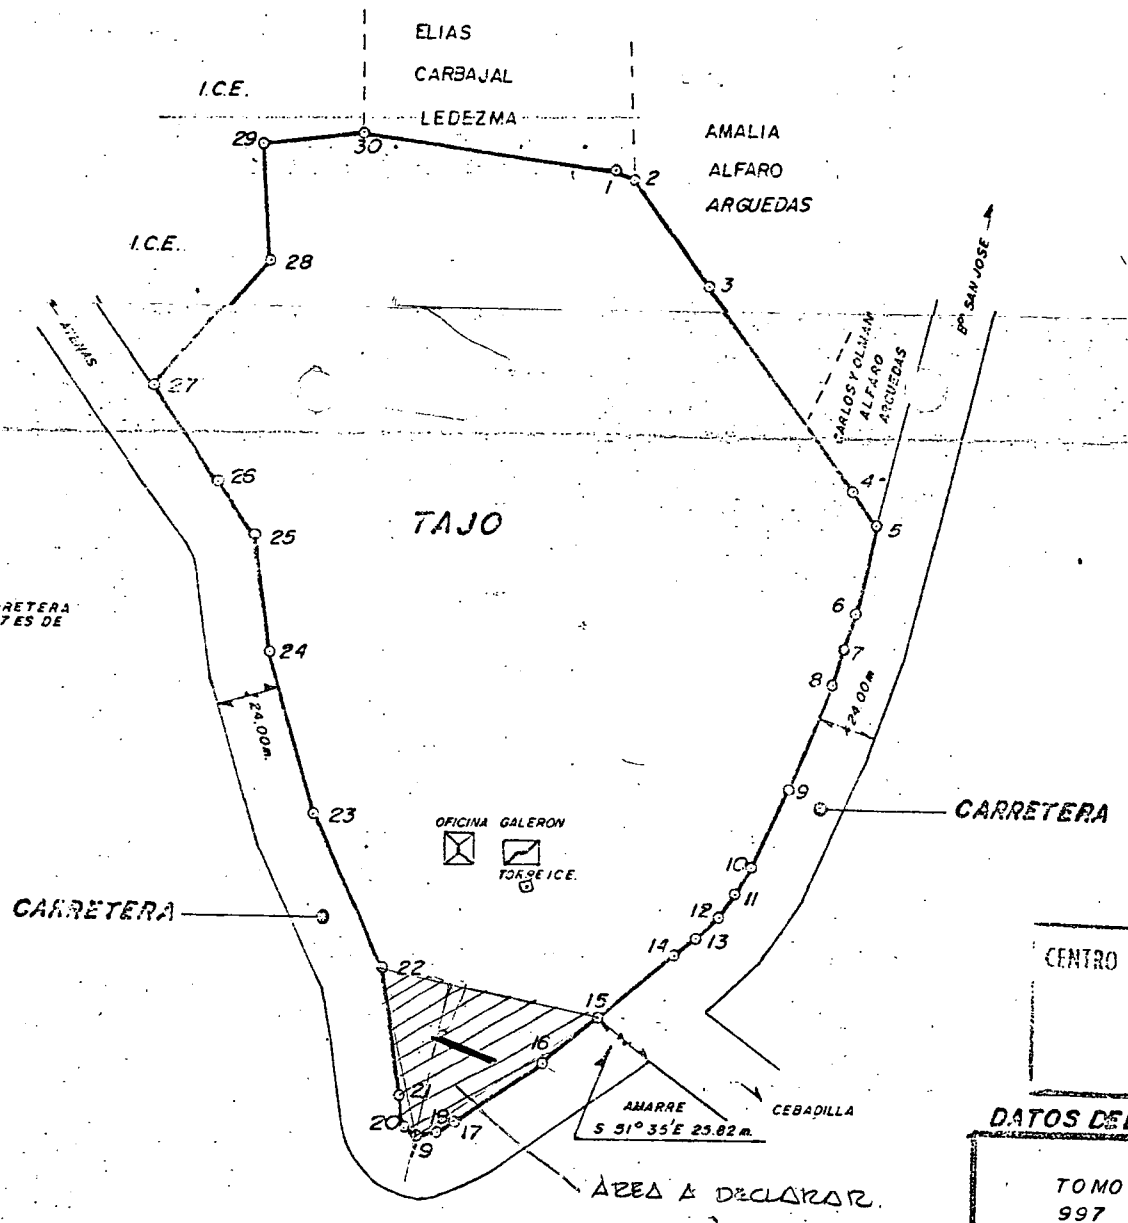 ELIAS
CARBAJAL
LEDEZMA
I.C.E.
29
30
1
2
AMALIA
ALFARO
ARGUEDAS
I.C.E.
28
3
Bº SAN JOSE
ATENAS
CARLOS Y OLMAN
ALFARO
ARGUEDAS
27
26
4
25
TAJO
5
RETERA
7 ES DE
6
24
7
8
24.00m.
24.00m
9
23
CARRETERA
OFICINA GALERON
TORRE ICE.
10
11
CARRETERA
12
13
14
22
CENTRO
15
16
21
20
18
17
19
AMARRE
S 51° 35' E 25.82 m.
CEBADILLA
DATOS DE
AREA A DECLARAR.
TOMO
997